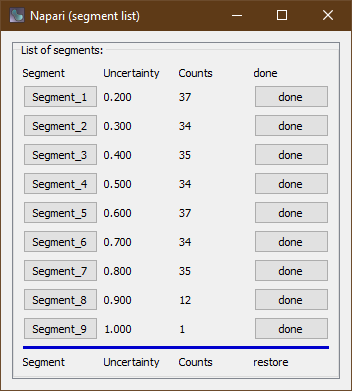 Napari (segment list)
List of segments:
Segment Uncertainty Counts done
Segment_1 0.200 37 done
Segment_2 0.300 34 done
Segment_3 0.400 35 done
Segment_4 0.500 34 done
Segment_5 0.600 37 done
Segment_6 0.700 34 done
Segment_7 0.800 35 done
Segment_8 0.900 12 done
Segment_9 1.000 1 done
Segment Uncertainty Counts restore